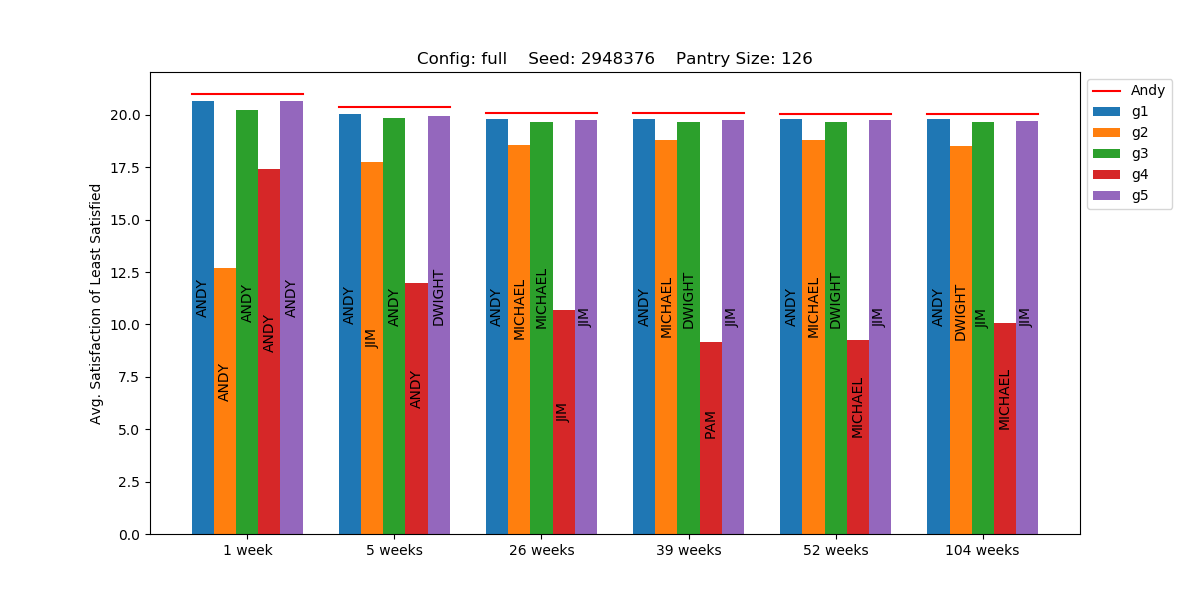 Config: full    Seed: 2948376    Pantry Size: 126
Avg. Satisfaction of Least Satisfied
20.0
17.5
15.0
12.5
10.0
7.5
5.0
2.5
0.0
ANDY
ANDY
ANDY
ANDY
ANDY
ANDY
JIM
ANDY
ANDY
DWIGHT
ANDY
MICHAEL
MICHAEL
JIM
JIM
ANDY
MICHAEL
DWIGHT
PAM
JIM
ANDY
MICHAEL
DWIGHT
MICHAEL
JIM
ANDY
DWIGHT
JIM
MICHAEL
JIM
1 week
5 weeks
26 weeks
39 weeks
52 weeks
104 weeks
Andy
g1
g2
g3
g4
g5